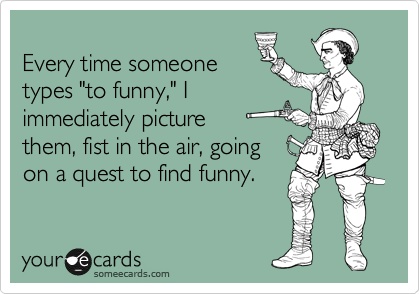 Every time someone
types "to funny," I
immediately picture
them, fist in the air, going
on a quest to find funny.
your e cards
someecards.com